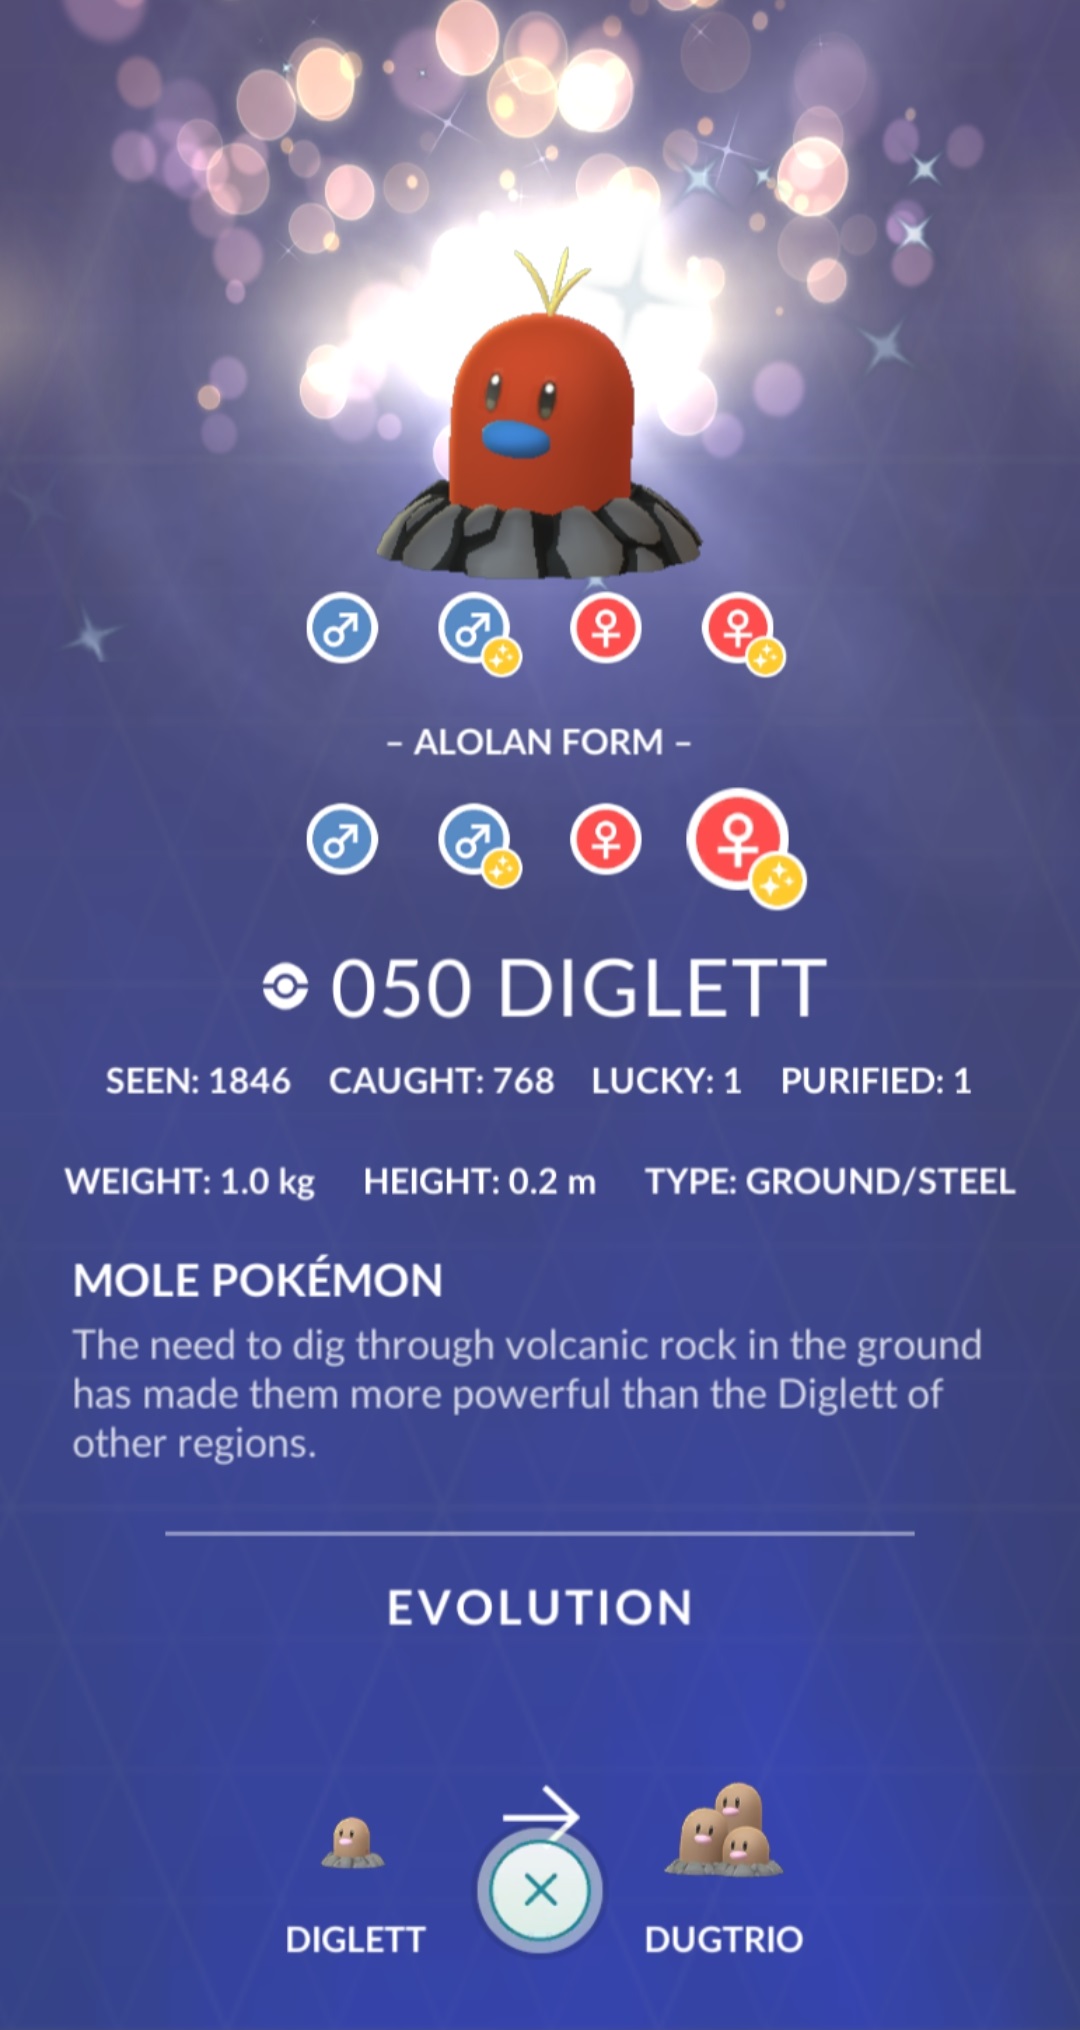 – ALOLAN FORM –
050 DIGLETT
SEEN: 1846 CAUGHT: 768 LUCKY: 1 PURIFIED: 1
WEIGHT: 1.0 kg HEIGHT: 0.2 m TYPE: GROUND/STEEL
MOLE POKÉMON
The need to dig through volcanic rock in the ground
has made them more powerful than the Diglett of
other regions.
EVOLUTION
DIGLETT DUGTRIO